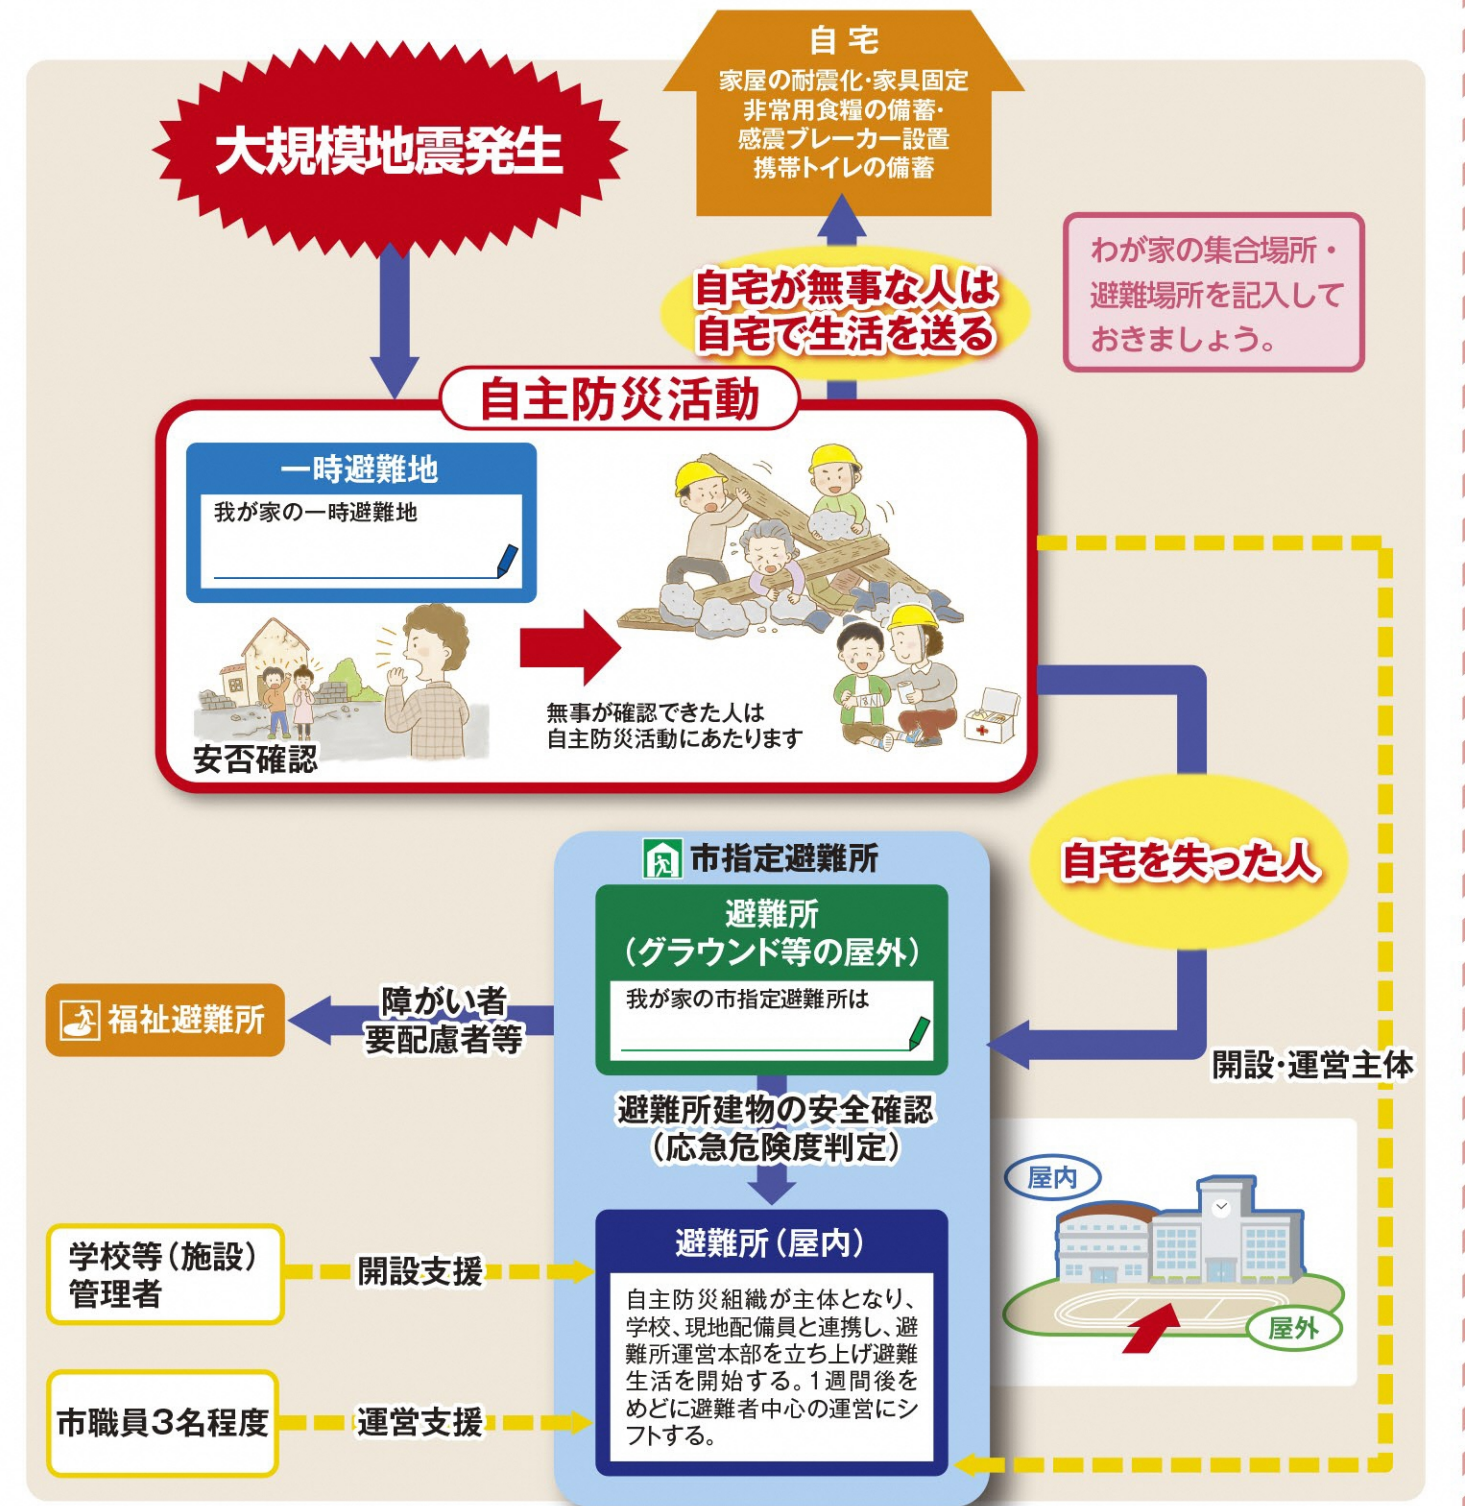 大規模地震発生
自宅
家屋の耐震化・家具固定
非常用食糧の備蓄・
感震ブレーカー設置
携帯トイレの備蓄
自宅が無事な人は
自宅で生活を送る
わが家の集合場所・
避難場所を記入して
おきましょう。
自主防災活動
一時避難地
我が家の一時避難地
安否確認
無事が確認できた人は
自主防災活動にあたります
自宅を失った人
市指定避難所
避難所
(グラウンド等の屋外)
我が家の市指定避難所は
障がい者
要配慮者等
福祉避難所
開設・運営主体
避難所建物の安全確認
(応急危険度判定)
屋内
屋外
避難所(屋内)
自主防災組織が主体となり、
学校、現地配備員と連携し、避
難所運営本部を立ち上げ避難
生活を開始する。1週間後を
めどに避難者中心の運営にシ
フトする。
学校等(施設)
管理者
開設支援
市職員3名程度
運営支援